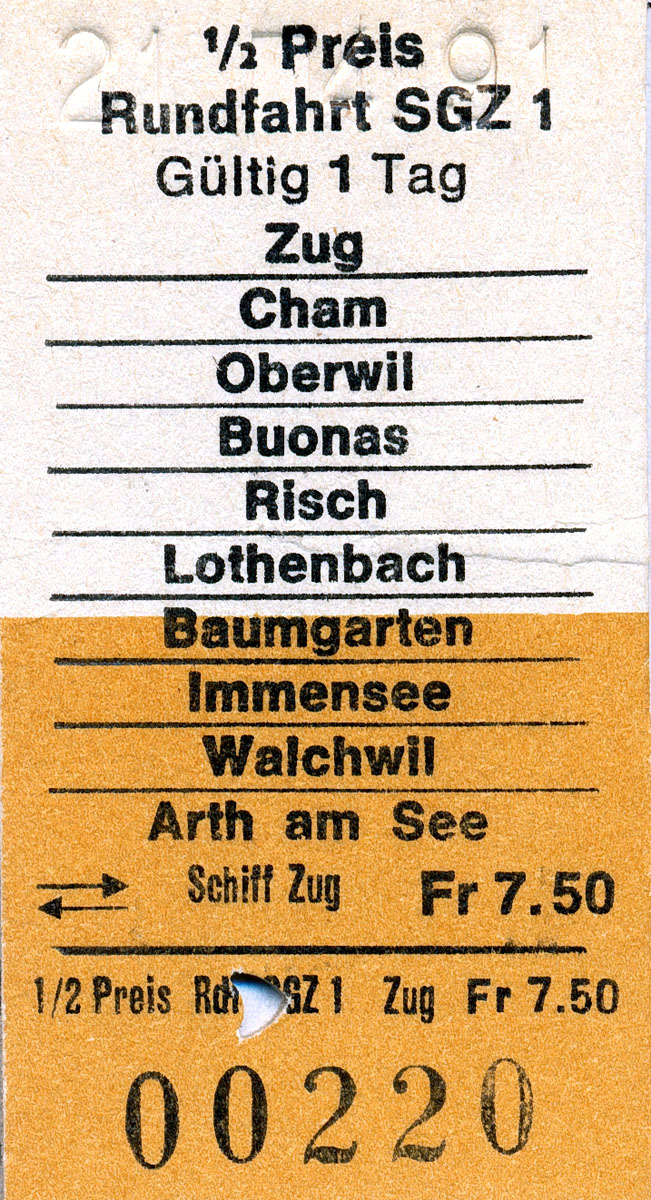 ½ Preis
Rundfahrt SGZ 1
Gültig 1 Tag
Zug
Cham
Oberwil
Buonas
Risch
Lothenbach
Baumgarten
Immensee
Walchwil
Arth am See
Schiff Zug Fr 7.50
1/2 Preis GZ 1 Zug Fr 7.50
00220